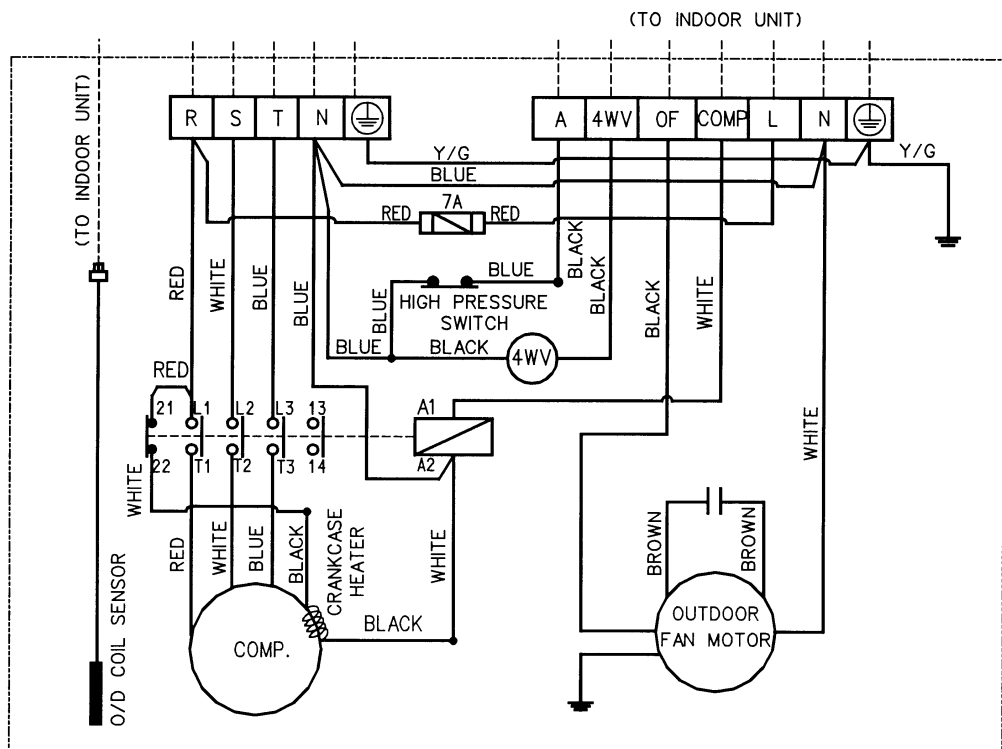 (TO INDOOR UNIT)
(TO INDOOR UNIT)
R S T N
A 4WV OF COMP L N
Y/G
Y/G
BLUE
7A
RED
RED
BLACK
BLUE
BLACK
RED
WHITE
BLUE
BLUE
BLUE
HIGH PRESSURE
SWITCH
BLACK
WHITE
BLUE
BLACK
4WV
RED
21 L1 L2 L3 13
A1
WHITE
22 T1 T2 T3 14
A2
WHITE
RED
WHITE
BLUE
BLACK
CRANKCASE
HEATER
WHITE
BROWN
BROWN
O/D COIL SENSOR
COMP.
BLACK
OUTDOOR
FAN MOTOR